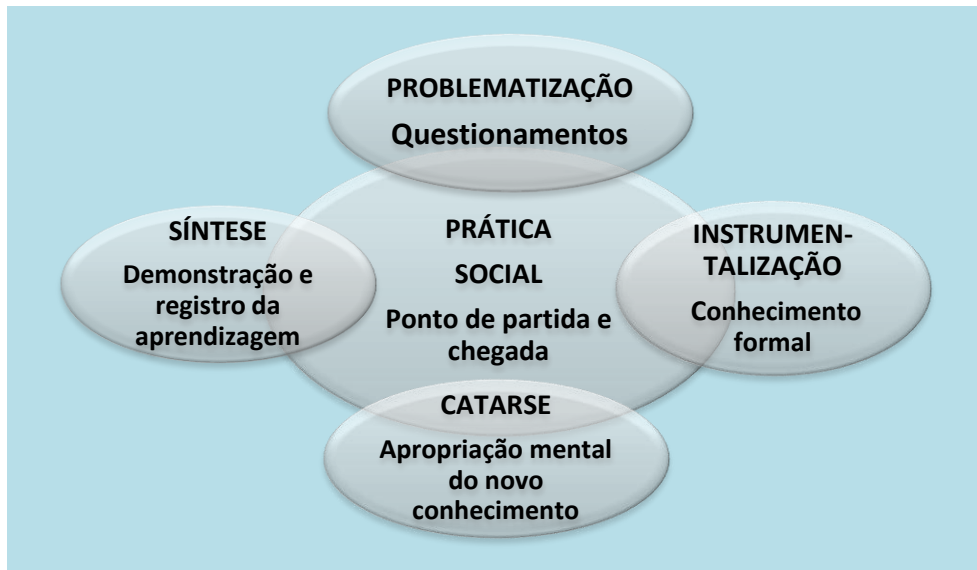 PROBLEMATIZAÇÃO
Questionamentos
SÍNTESE
Demonstração e
registro da
aprendizagem
PRÁTICA
SOCIAL
Ponto de partida e
chegada
INSTRUMEN-
TALIZAÇÃO
Conhecimento
formal
CATARSE
Apropriação mental
do novo
conhecimento